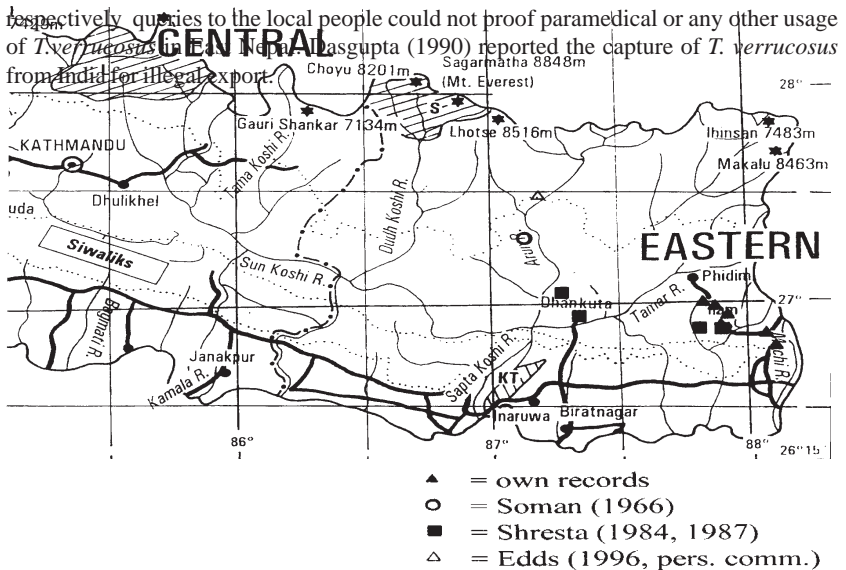 respectively queries to the local people could not proof paramedical or any other usage
of T.verrucosus in East Nepal. Dasgupta (1990) reported the capture of T. verrucosus
from India for illegal export.
7429m
CENTRAL
Choyu 8201m
Sagarmatha 8848m
(Mt. Everest)
28°
S
Gauri Shankar 7134m
Lhotse 8516m
Ihinsan 7483m
KATHMANDU
Makalu 8463m
Tama Koshi R.
Dhulikhel
uda
Dudh Koshi R.
Arung
EASTERN
Siwaliks
Sun Koshi R.
Phidim
27°
Dhankuta
Tamar R.
Ilam
Bagmati R.
Janakpur
Sapta Koshi R.
Michi R.
Kamala R.
KT
Inaruwa
Biratnagar
86°
87°
88°
26°15
= own records
= Soman (1966)
= Shresta (1984, 1987)
= Edds (1996, pers. comm.)